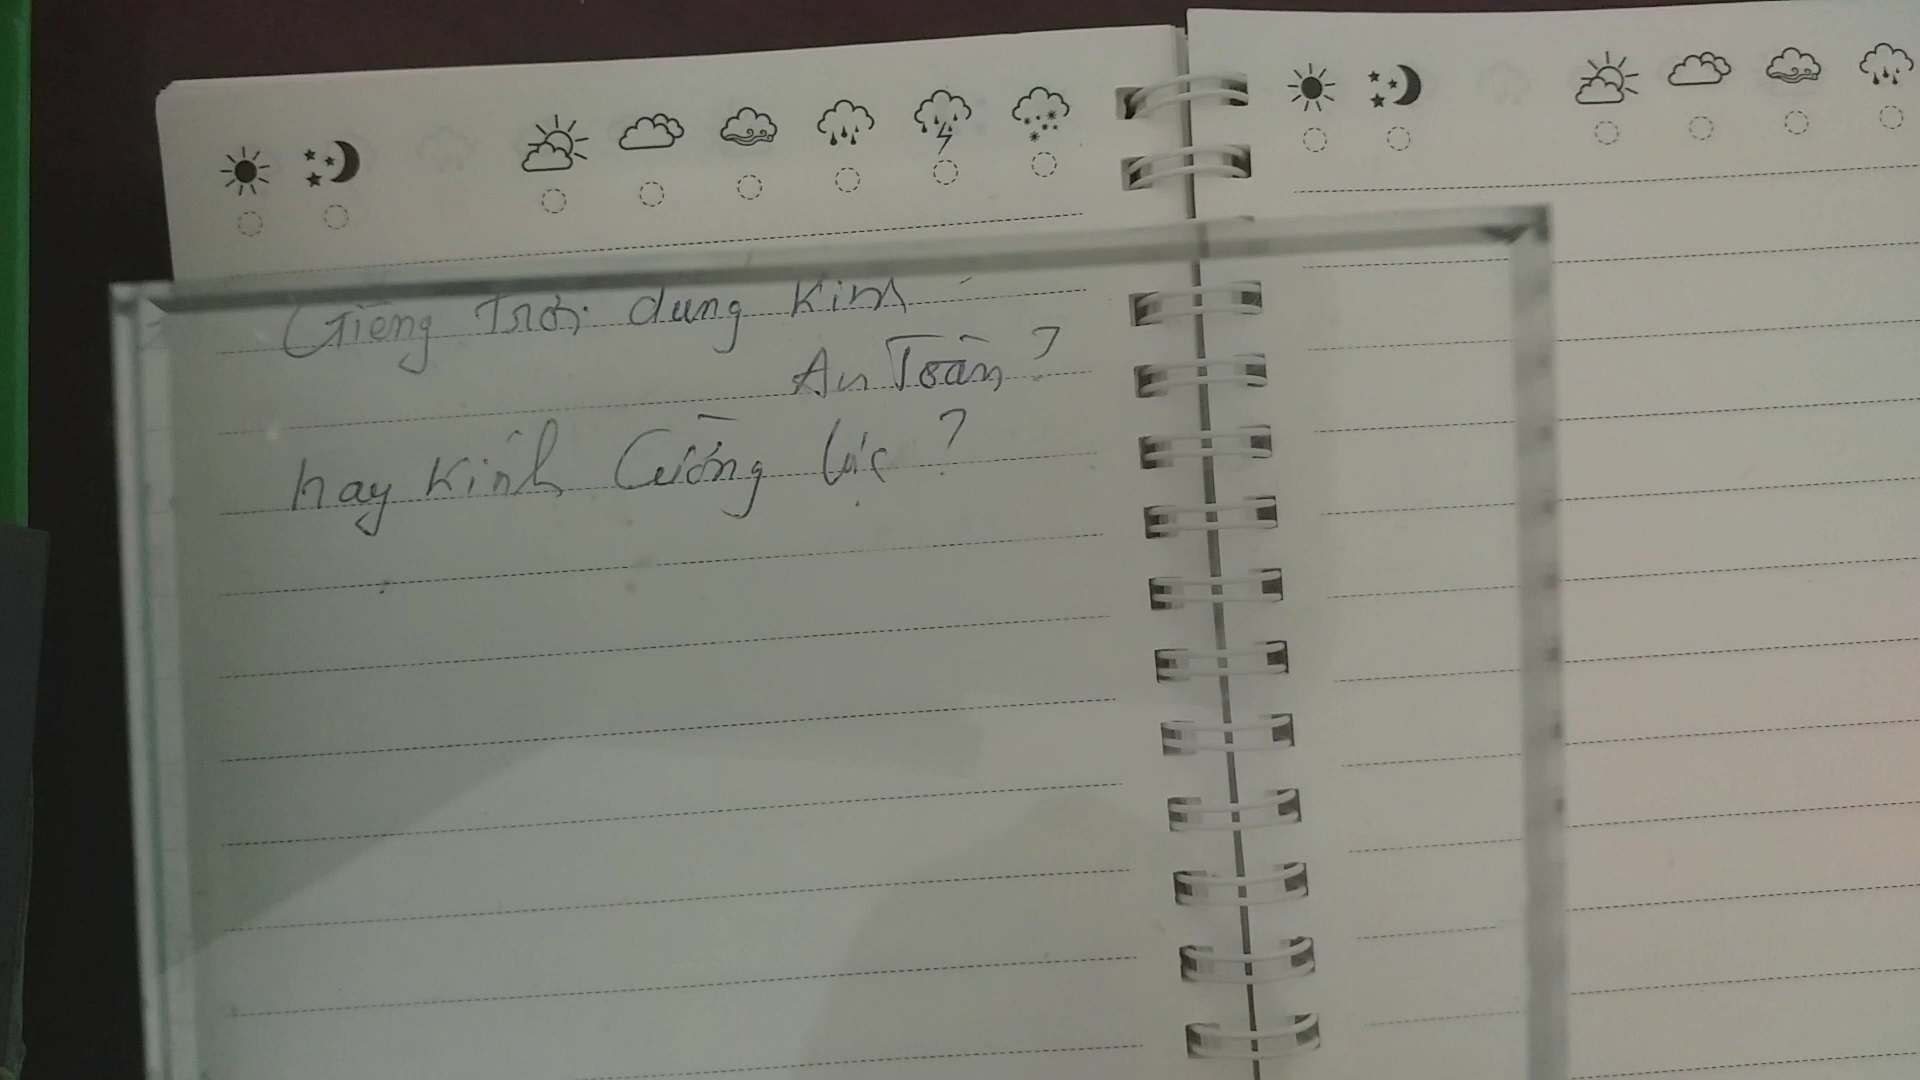 Giếng Trời dùng Kính
An Toàn?
hay Kính Cường lực?